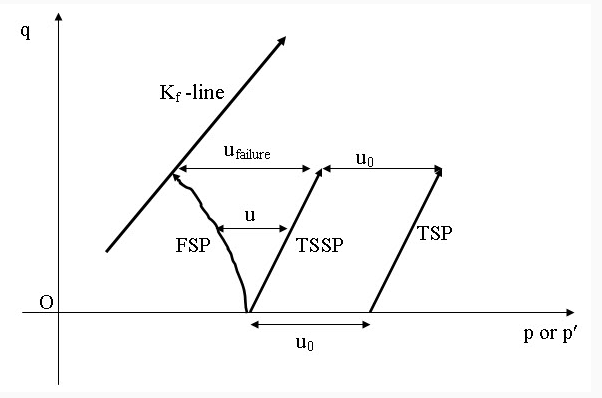 q
K_f -line
u_failure
u_0
u
FSP
TSSP
TSP
O
u_0
p or p'